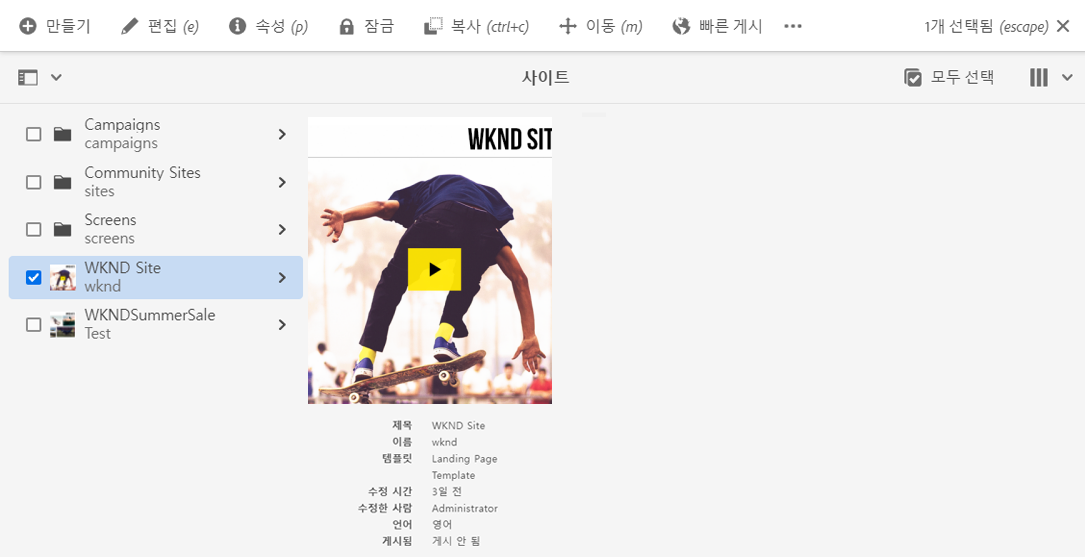 만들기 편집 (e) 속성 (p) 잠금 복사 (ctrl+c) 이동 (m) 빠른 게시 1개 선택됨 (escape)
사이트 모두 선택
Campaigns
campaigns
Community Sites
sites
Screens
screens
WKND Site
wknd
WKNDSummerSale
Test
WKND SIT
제목 WKND Site
이름 wknd
템플릿 Landing Page
Template
수정 시간 3일 전
수정한 사람 Administrator
언어 영어
게시됨 게시 안 됨